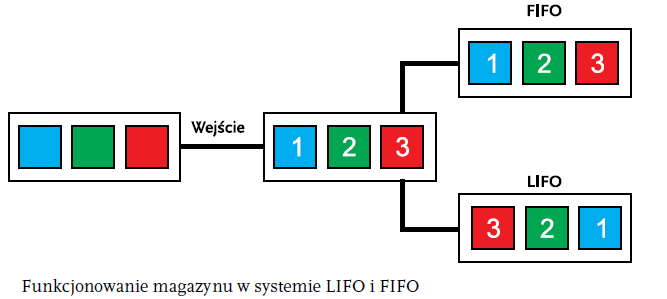 FIFO
1 2 3
Wejście
1 2 3
LIFO
3 2 1
Funkcjonowanie magazynu w systemie LIFO i FIFO